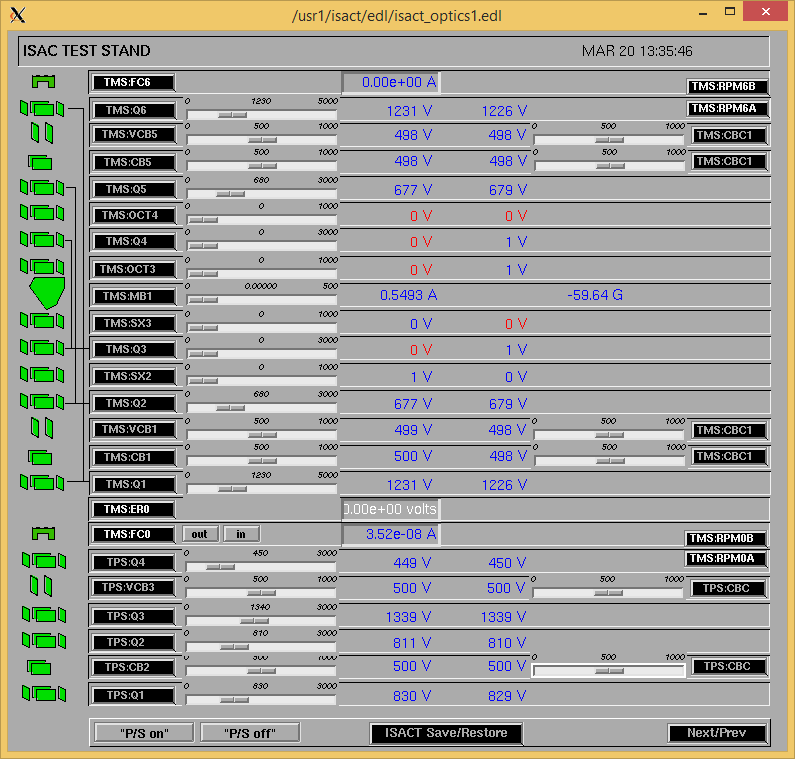 /usr1/isact/edl/isact_optics1.edl
ISAC TEST STAND MAR 20 13:35:46
TMS:FC6 0.00e+00 A TMS:RPM6B
TMS:Q6 0 1230 5000 1231 V 1226 V TMS:RPM6A
TMS:VCB5 0 500 1000 498 V 498 V 0 500 1000 TMS:CBC1
TMS:CB5 0 500 1000 498 V 498 V 0 500 1000 TMS:CBC1
TMS:Q5 0 680 3000 677 V 679 V
TMS:OCT4 0 0 1000 0 V 0 V
TMS:Q4 0 0 3000 0 V 1 V
TMS:OCT3 0 0 1000 0 V 1 V
TMS:MB1 0 0.00000 500 0.5493 A -59.64 G
TMS:SX3 0 0 1000 0 V 0 V
TMS:Q3 0 0 3000 0 V 1 V
TMS:SX2 0 0 1000 1 V 0 V
TMS:Q2 0 680 3000 677 V 679 V
TMS:VCB1 0 500 1000 499 V 498 V 0 500 1000 TMS:CBC1
TMS:CB1 0 500 1000 500 V 498 V 0 500 1000 TMS:CBC1
TMS:Q1 0 1230 5000 1231 V 1226 V
TMS:ER0 0.00e+00 volts
TMS:FC0 out in 3.52e-08 A TMS:RPM0B
TPS:Q4 0 450 3000 449 V 450 V TMS:RPM0A
TPS:VCB3 0 500 1000 500 V 500 V 0 500 1000 TPS:CBC
TPS:Q3 0 1340 3000 1339 V 1339 V
TPS:Q2 0 810 3000 811 V 810 V
TPS:CB2 0 500 1000 500 V 500 V 0 500 1000 TPS:CBC
TPS:Q1 0 830 3000 830 V 829 V
"P/S on" "P/S off" ISACT Save/Restore Next/Prev